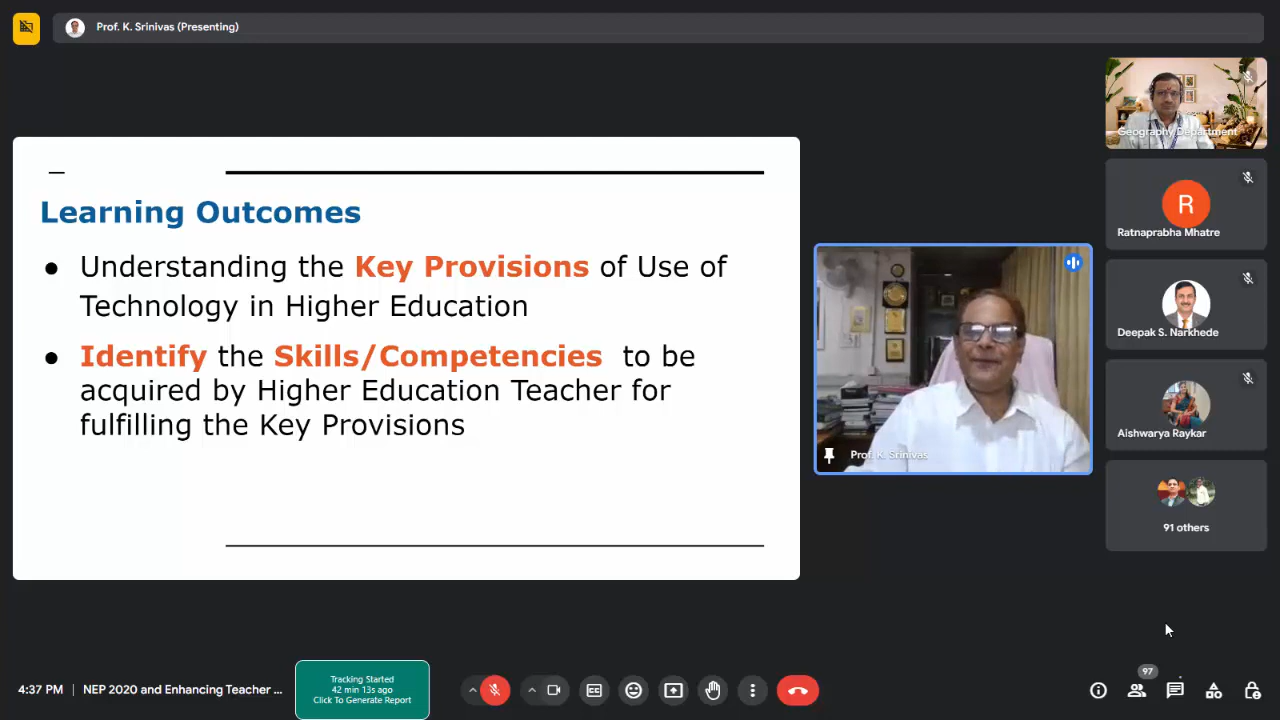 Prof. K. Srinivas (Presenting)
Learning Outcomes
● Understanding the Key Provisions of Use of
Technology in Higher Education
● Identify the Skills/Competencies to be
acquired by Higher Education Teacher for
fulfilling the Key Provisions
Prof. K. Srinivas
Geography Department
R
Ratnaprabha Mhatre
Deepak S. Narkhede
Aishwarya Raykar
91 others
4:37 PM | NEP 2020 and Enhancing Teacher ...
Tracking Started
42 min 13s ago
Click To Generate Report
97